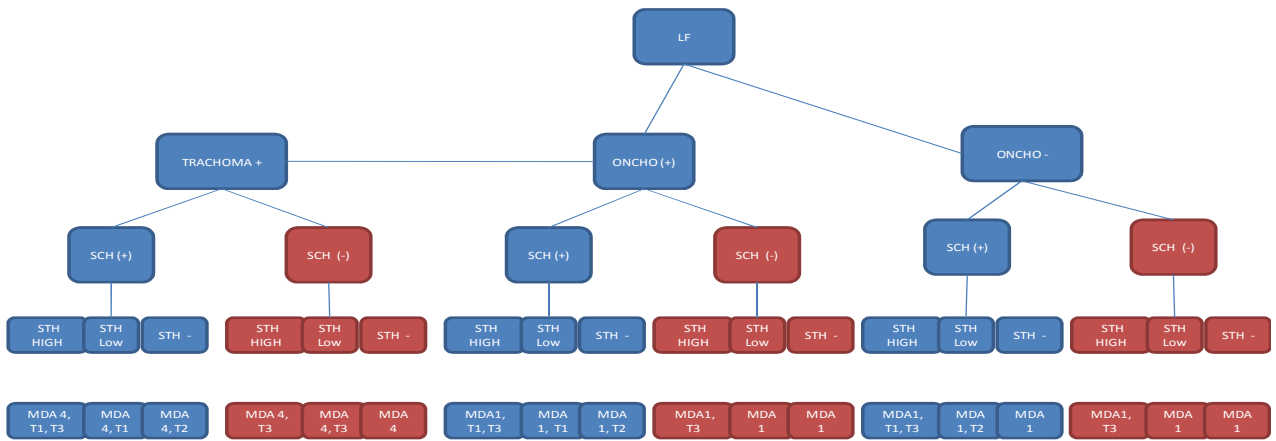 LF
TRACHOMA +
ONCHO (+)
ONCHO -
SCH (+)
SCH (-)
SCH (+)
SCH (-)
SCH (+)
SCH (-)
STH
HIGH
STH
Low
STH -
STH
HIGH
STH
Low
STH -
STH
HIGH
STH
Low
STH -
STH
HIGH
STH
Low
STH -
STH
HIGH
STH
Low
STH -
STH
HIGH
STH
Low
STH -
MDA 4,
T1, T3
MDA
4, T1
MDA
4, T2
MDA 4,
T3
MDA
4, T3
MDA
4
MDA1,
T1, T3
MDA
1, T1
MDA
1, T2
MDA1,
T3
MDA
1
MDA
1
MDA1,
T1, T3
MDA
1, T2
MDA
1
MDA1,
T3
MDA
1
MDA
1